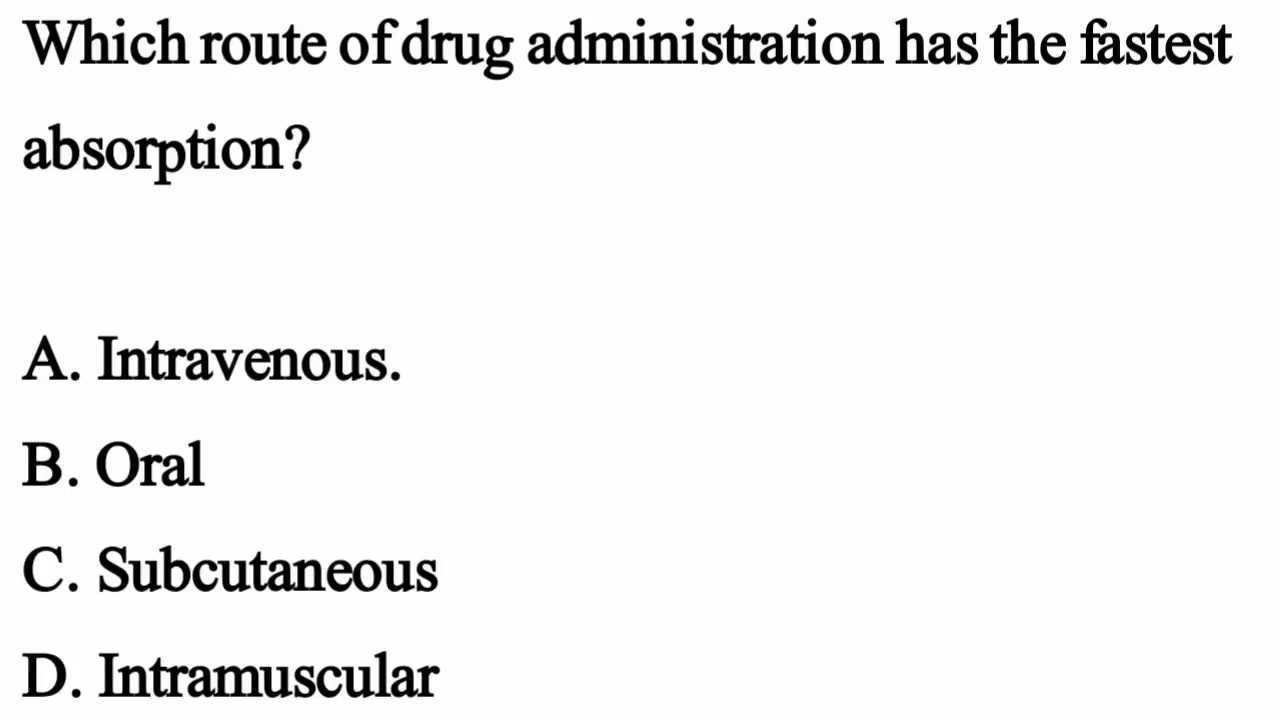 Which route of drug administration has the fastest
absorption?
A. Intravenous.
B. Oral
C. Subcutaneous
D. Intramuscular